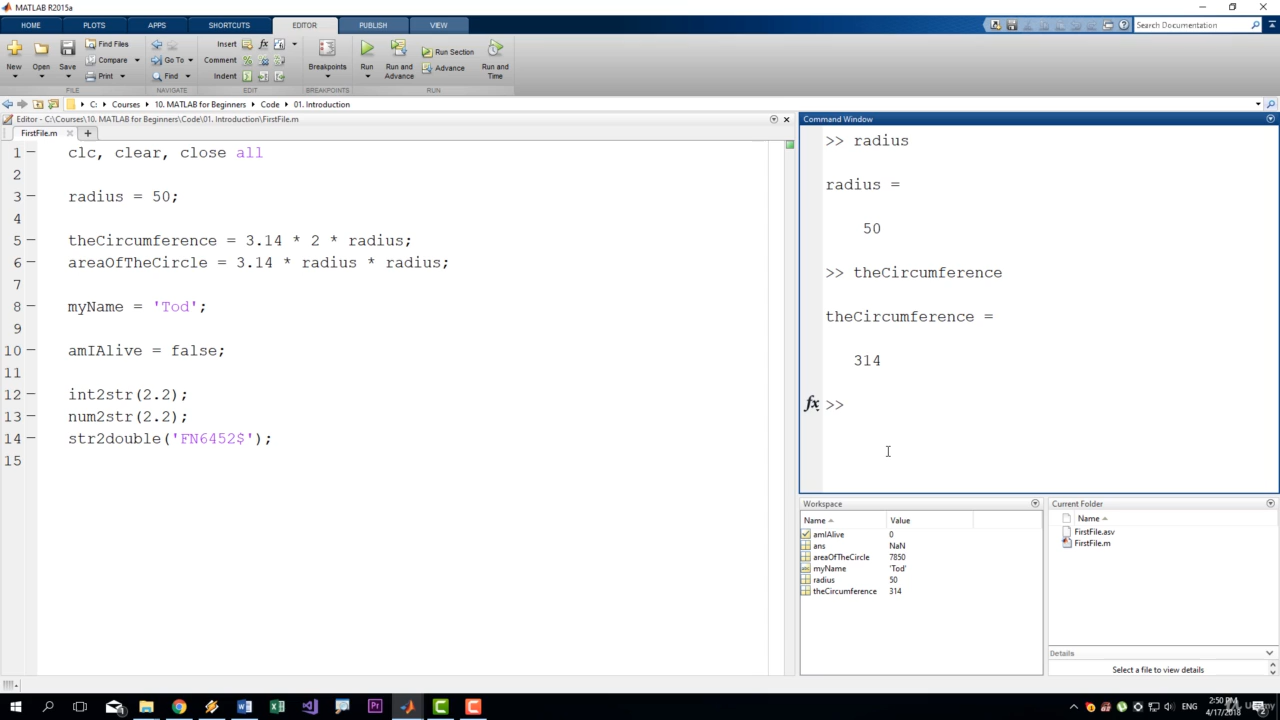 MATLAB R2015a
HOME PLOTS APPS SHORTCUTS EDITOR PUBLISH VIEW
Search Documentation
New Open Save Find Files Compare Print
Go To Find
Insert fx
Comment
Indent
Breakpoints
Run Run and Advance Run Section Advance Run and Time
FILE NAVIGATE EDIT BREAKPOINTS RUN
C: Courses 10. MATLAB for Beginners Code 01. Introduction
Editor - C:\Courses\10. MATLAB for Beginners\Code\01. Introduction\FirstFile.m
FirstFile.m
1 clc, clear, close all
2
3 radius = 50;
4
5 theCircumference = 3.14 * 2 * radius;
6 areaOfTheCircle = 3.14 * radius * radius;
7
8 myName = 'Tod';
9
10 amIAlive = false;
11
12 int2str(2.2);
13 num2str(2.2);
14 str2double('FN6452$');
15
Command Window
>> radius
radius =
50
>> theCircumference
theCircumference =
314
fx >>
Workspace
Name Value
amIAlive 0
ans NaN
areaOfTheCircle 7850
myName 'Tod'
radius 50
theCircumference 314
Current Folder
Name
FirstFile.asv
FirstFile.m
Details
Select a file to view details
ENG
2:50 PM
4/17/2018
Udemy